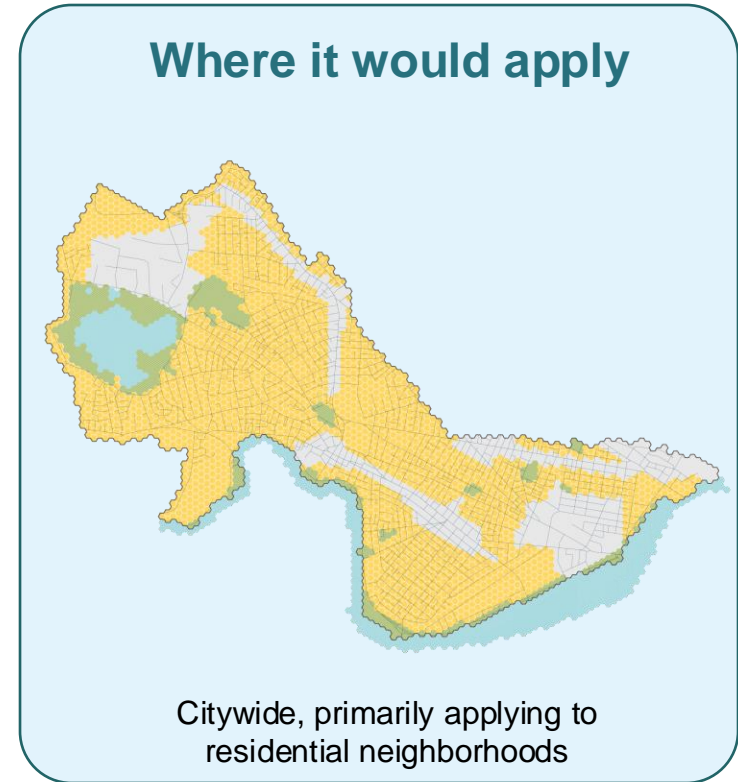 Where it would apply
Citywide, primarily applying to
residential neighborhoods